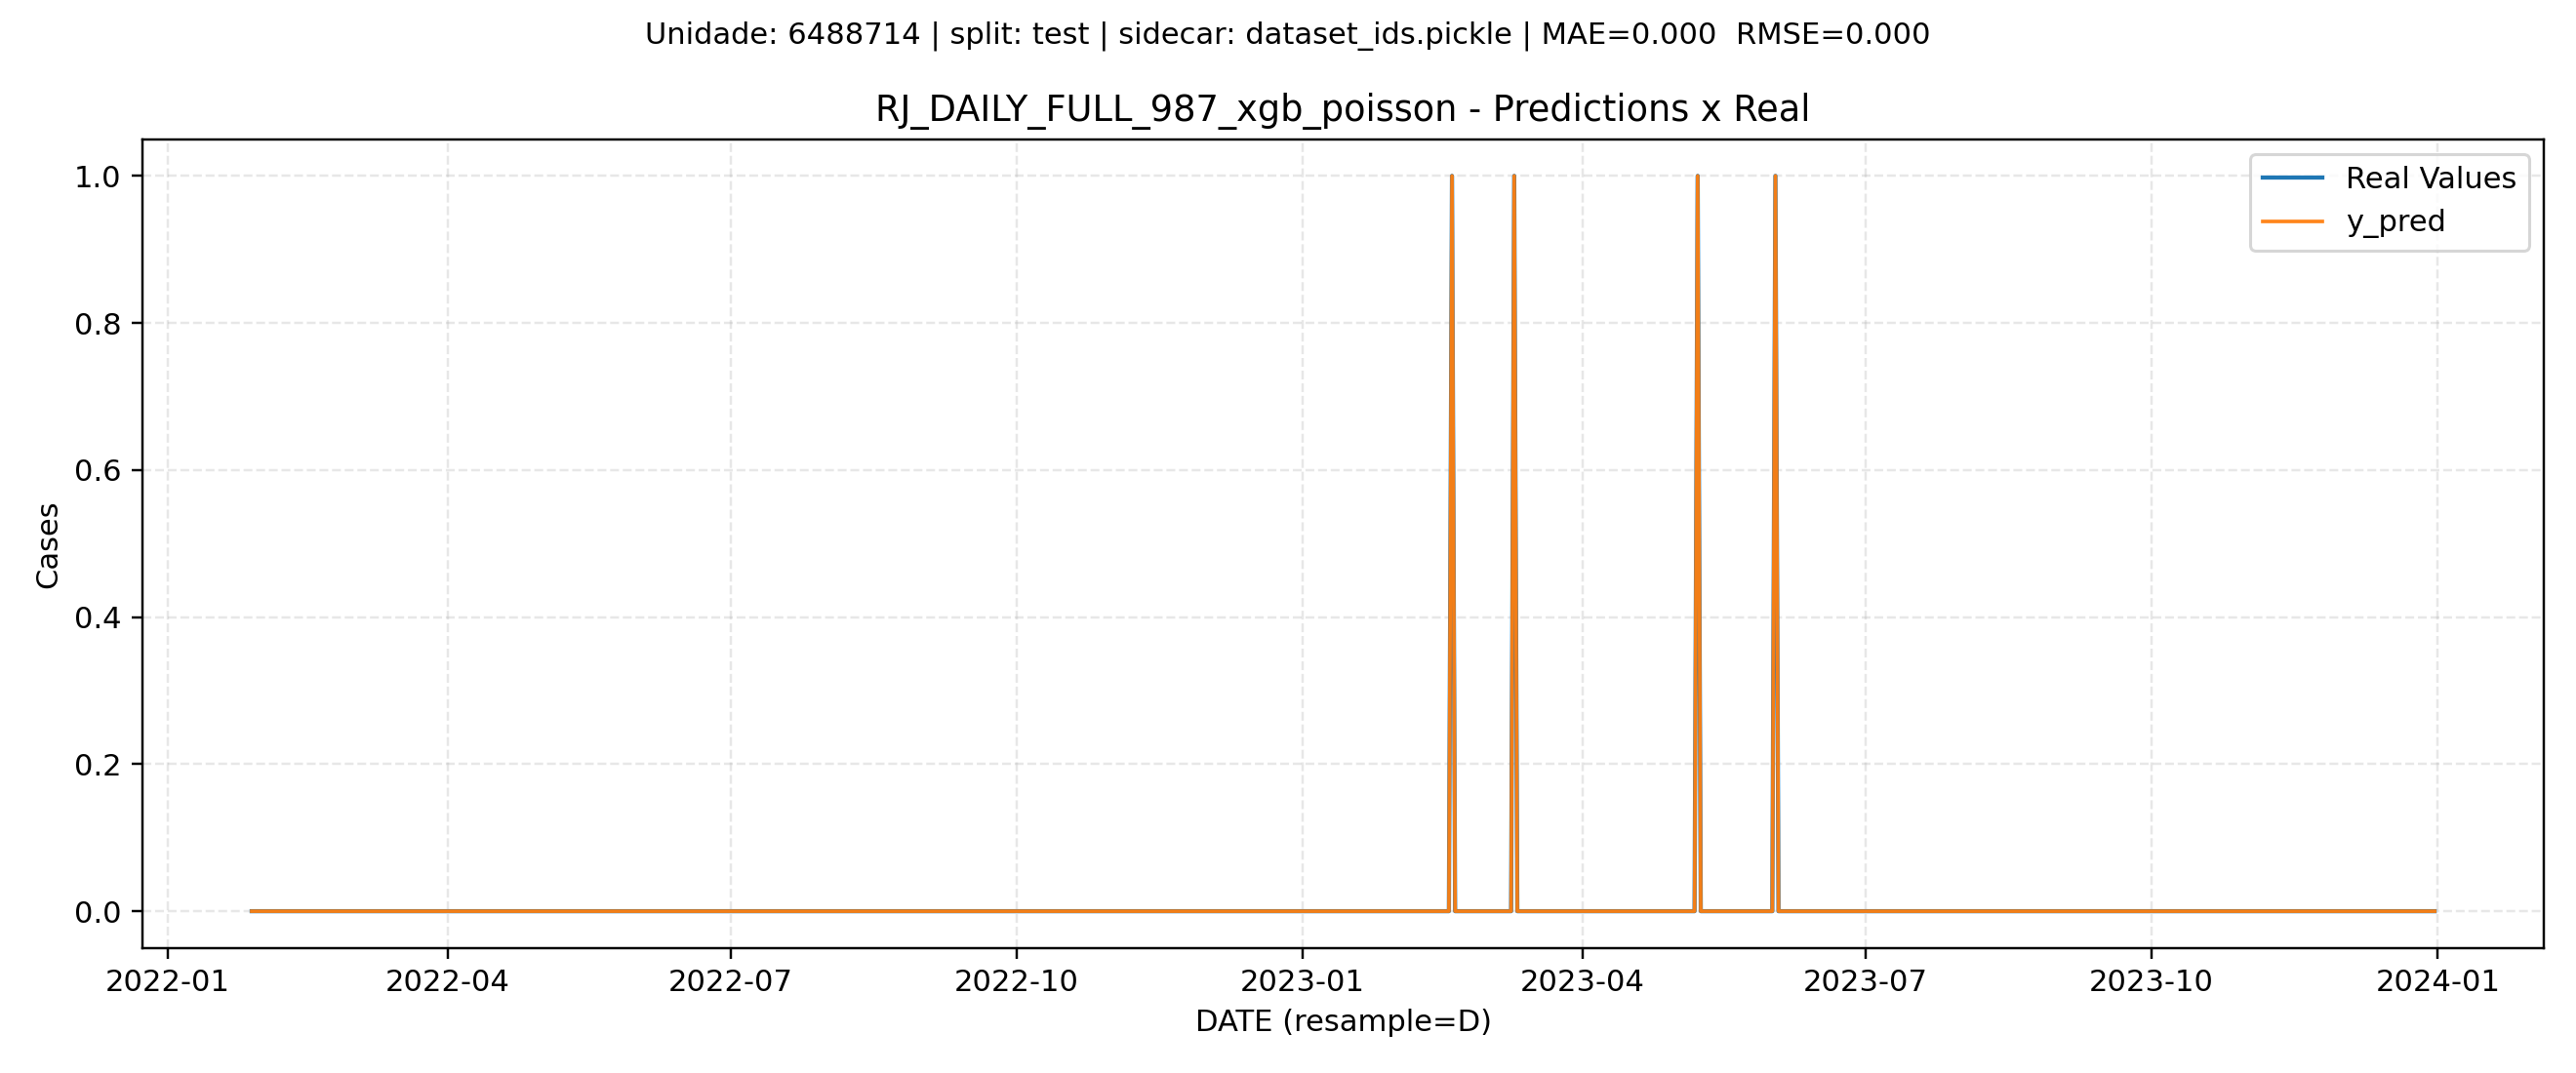 Unidade: 6488714 | split: test | sidecar: dataset_ids.pickle | MAE=0.000  RMSE=0.000
RJ_DAILY_FULL_987_xgb_poisson - Predictions x Real
Real Values
y_pred
1.0
0.8
0.6
0.4
0.2
0.0
Cases
2022-01 2022-04 2022-07 2022-10 2023-01 2023-04 2023-07 2023-10 2024-01
DATE (resample=D)